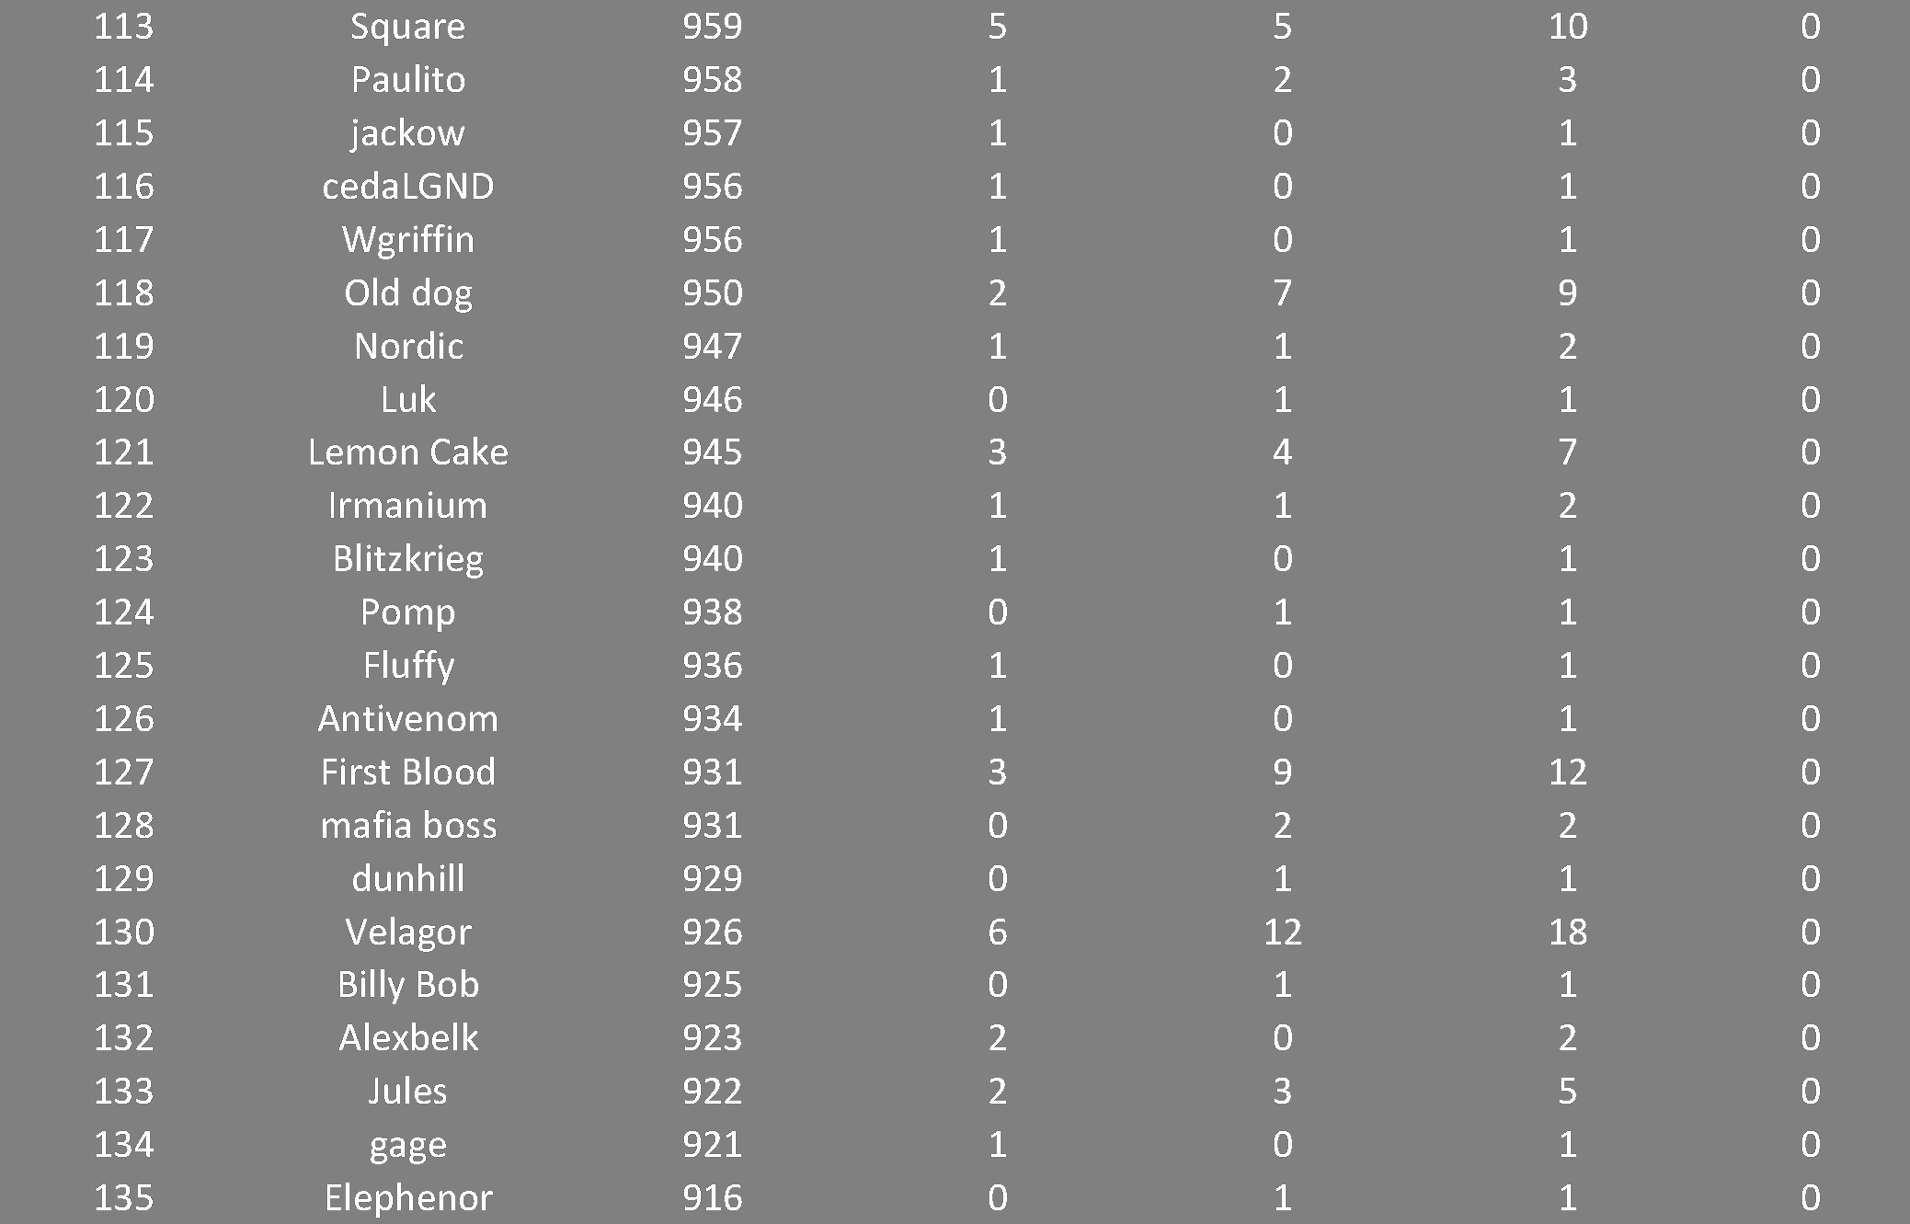 113 Square 959 5 5 10 0
114 Paulito 958 1 2 3 0
115 jackow 957 1 0 1 0
116 cedaLGND 956 1 0 1 0
117 Wgriffin 956 1 0 1 0
118 Old dog 950 2 7 9 0
119 Nordic 947 1 1 2 0
120 Luk 946 0 1 1 0
121 Lemon Cake 945 3 4 7 0
122 Irmanium 940 1 1 2 0
123 Blitzkrieg 940 1 0 1 0
124 Pomp 938 0 1 1 0
125 Fluffy 936 1 0 1 0
126 Antivenom 934 1 0 1 0
127 First Blood 931 3 9 12 0
128 mafia boss 931 0 2 2 0
129 dunhill 929 0 1 1 0
130 Velagor 926 6 12 18 0
131 Billy Bob 925 0 1 1 0
132 Alexbelk 923 2 0 2 0
133 Jules 922 2 3 5 0
134 gage 921 1 0 1 0
135 Elephenor 916 0 1 1 0